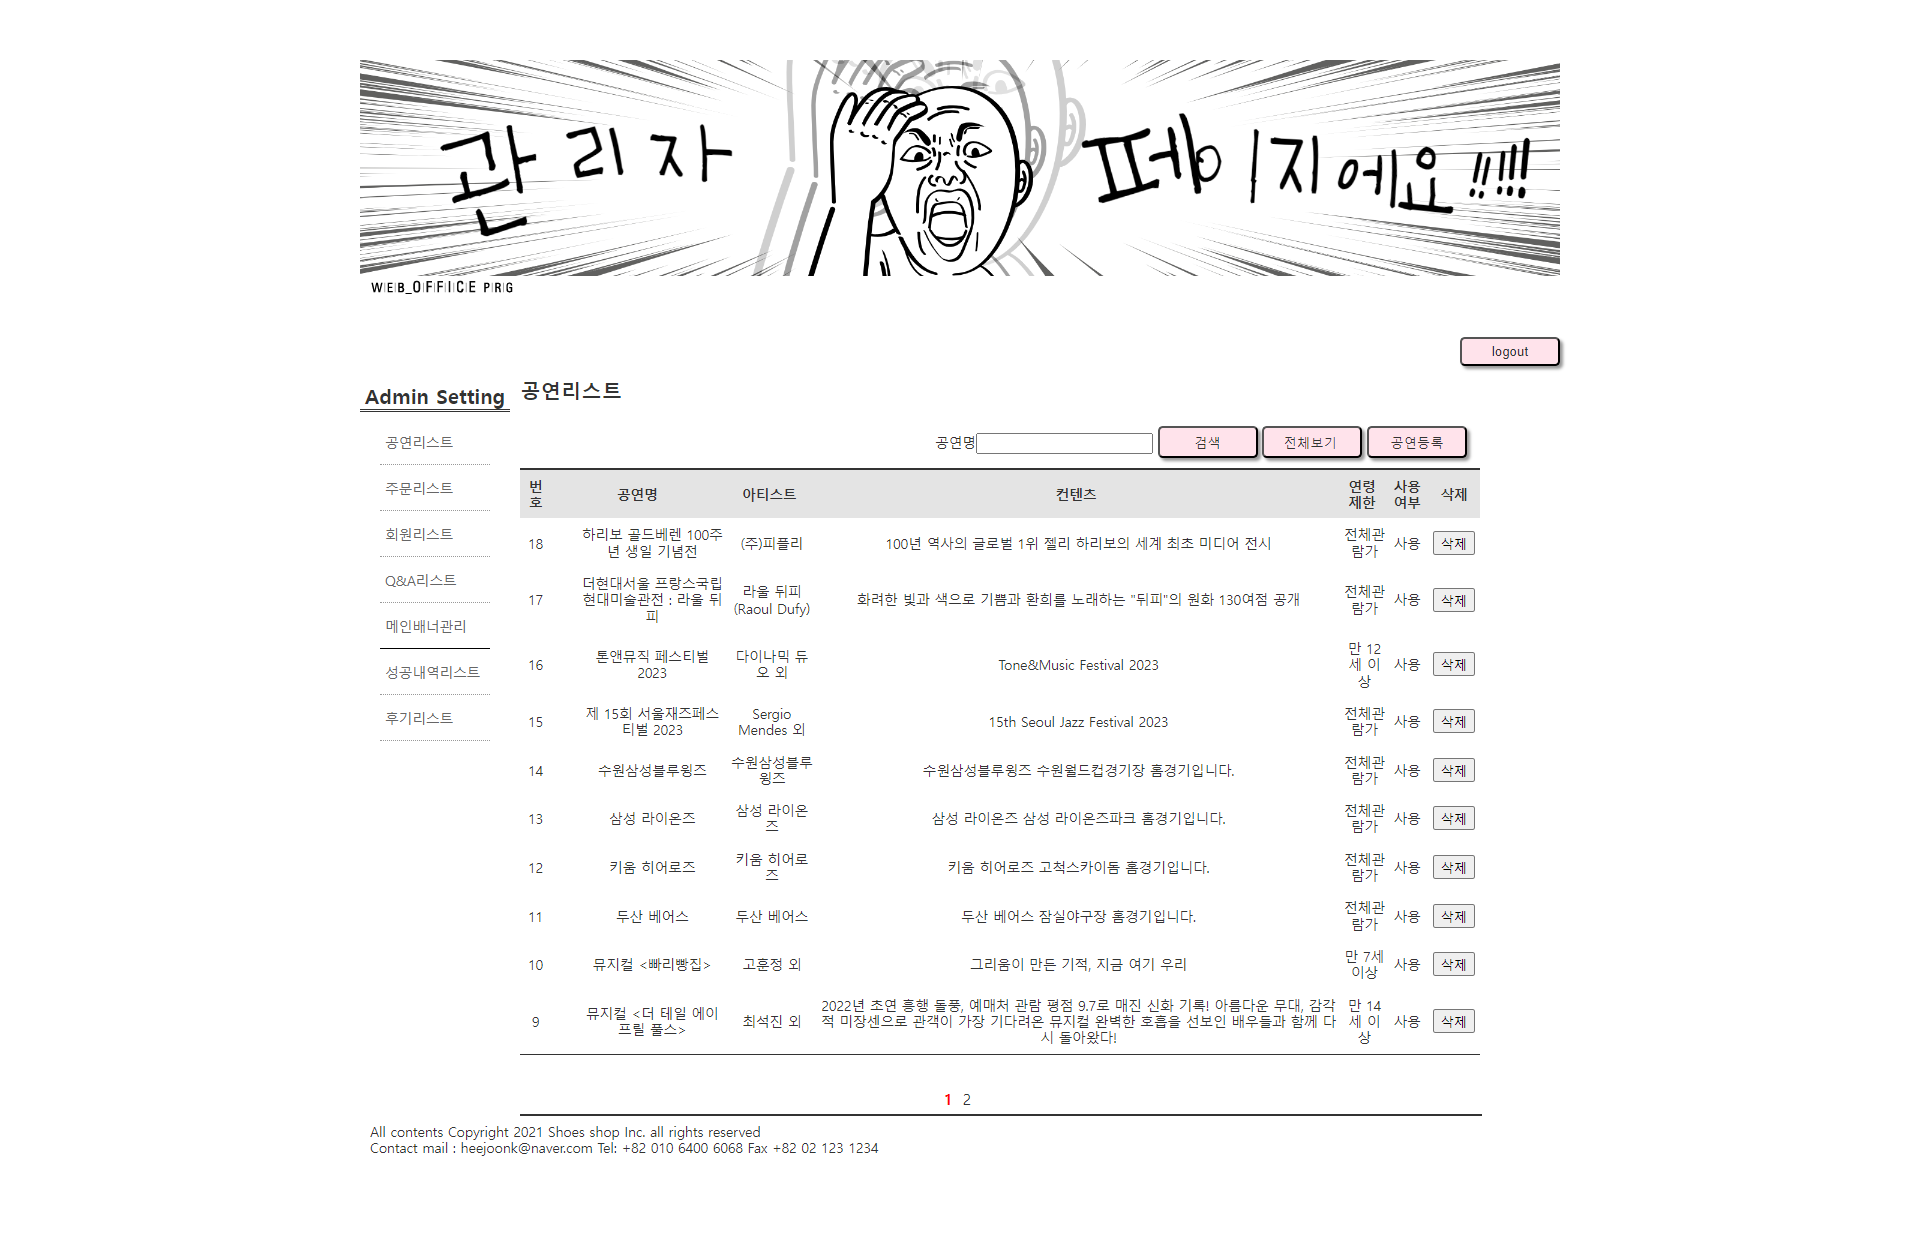 관리자 페이지에요!!!!!
WEB_OFFICE PRG
logout
Admin Setting
공연리스트
주문리스트
회원리스트
Q&A리스트
메인배너관리
성공내역리스트
후기리스트
공연리스트
공연명 검색 전체보기 공연등록
번호 공연명 아티스트 컨텐츠 연령제한 사용여부 삭제
18 하리보 골드베렌 100주년 생일 기념전 (주)피플리 100년 역사의 글로벌 1위 젤리 하리보의 세계 최초 미디어 전시 전체관람가 사용 삭제
17 더현대서울 프랑스국립현대미술관전 : 라울 뒤피 라울 뒤피 (Raoul Dufy) 화려한 빛과 색으로 기쁨과 환희를 노래하는 "뒤피"의 원화 130여점 공개 전체관람가 사용 삭제
16 톤앤뮤직 페스티벌 2023 다이나믹 듀오 외 Tone&Music Festival 2023 만 12세 이상 사용 삭제
15 제 15회 서울재즈페스티벌 2023 Sergio Mendes 외 15th Seoul Jazz Festival 2023 전체관람가 사용 삭제
14 수원삼성블루윙즈 수원삼성블루윙즈 수원삼성블루윙즈 수원월드컵경기장 홈경기입니다. 전체관람가 사용 삭제
13 삼성 라이온즈 삼성 라이온즈 삼성 라이온즈 삼성 라이온즈파크 홈경기입니다. 전체관람가 사용 삭제
12 키움 히어로즈 키움 히어로즈 키움 히어로즈 고척스카이돔 홈경기입니다. 전체관람가 사용 삭제
11 두산 베어스 두산 베어스 두산 베어스 잠실야구장 홈경기입니다. 전체관람가 사용 삭제
10 뮤지컬 <빠리빵집> 고훈정 외 그리움이 만든 기적, 지금 여기 우리 만 7세 이상 사용 삭제
9 뮤지컬 <더 테일 에이프릴 풀스> 최석진 외 2022년 초연 흥행 돌풍, 예매처 관람 평점 9.7로 매진 신화 기록! 아름다운 무대, 감각적 미장센으로 관객이 가장 기다려온 뮤지컬 완벽한 호흡을 선보인 배우들과 함께 다시 돌아왔다! 만 14세 이상 사용 삭제
1 2
All contents Copyright 2021 Shoes shop Inc. all rights reserved
Contact mail : heejoonk@naver.com Tel: +82 010 6400 6068 Fax +82 02 123 1234